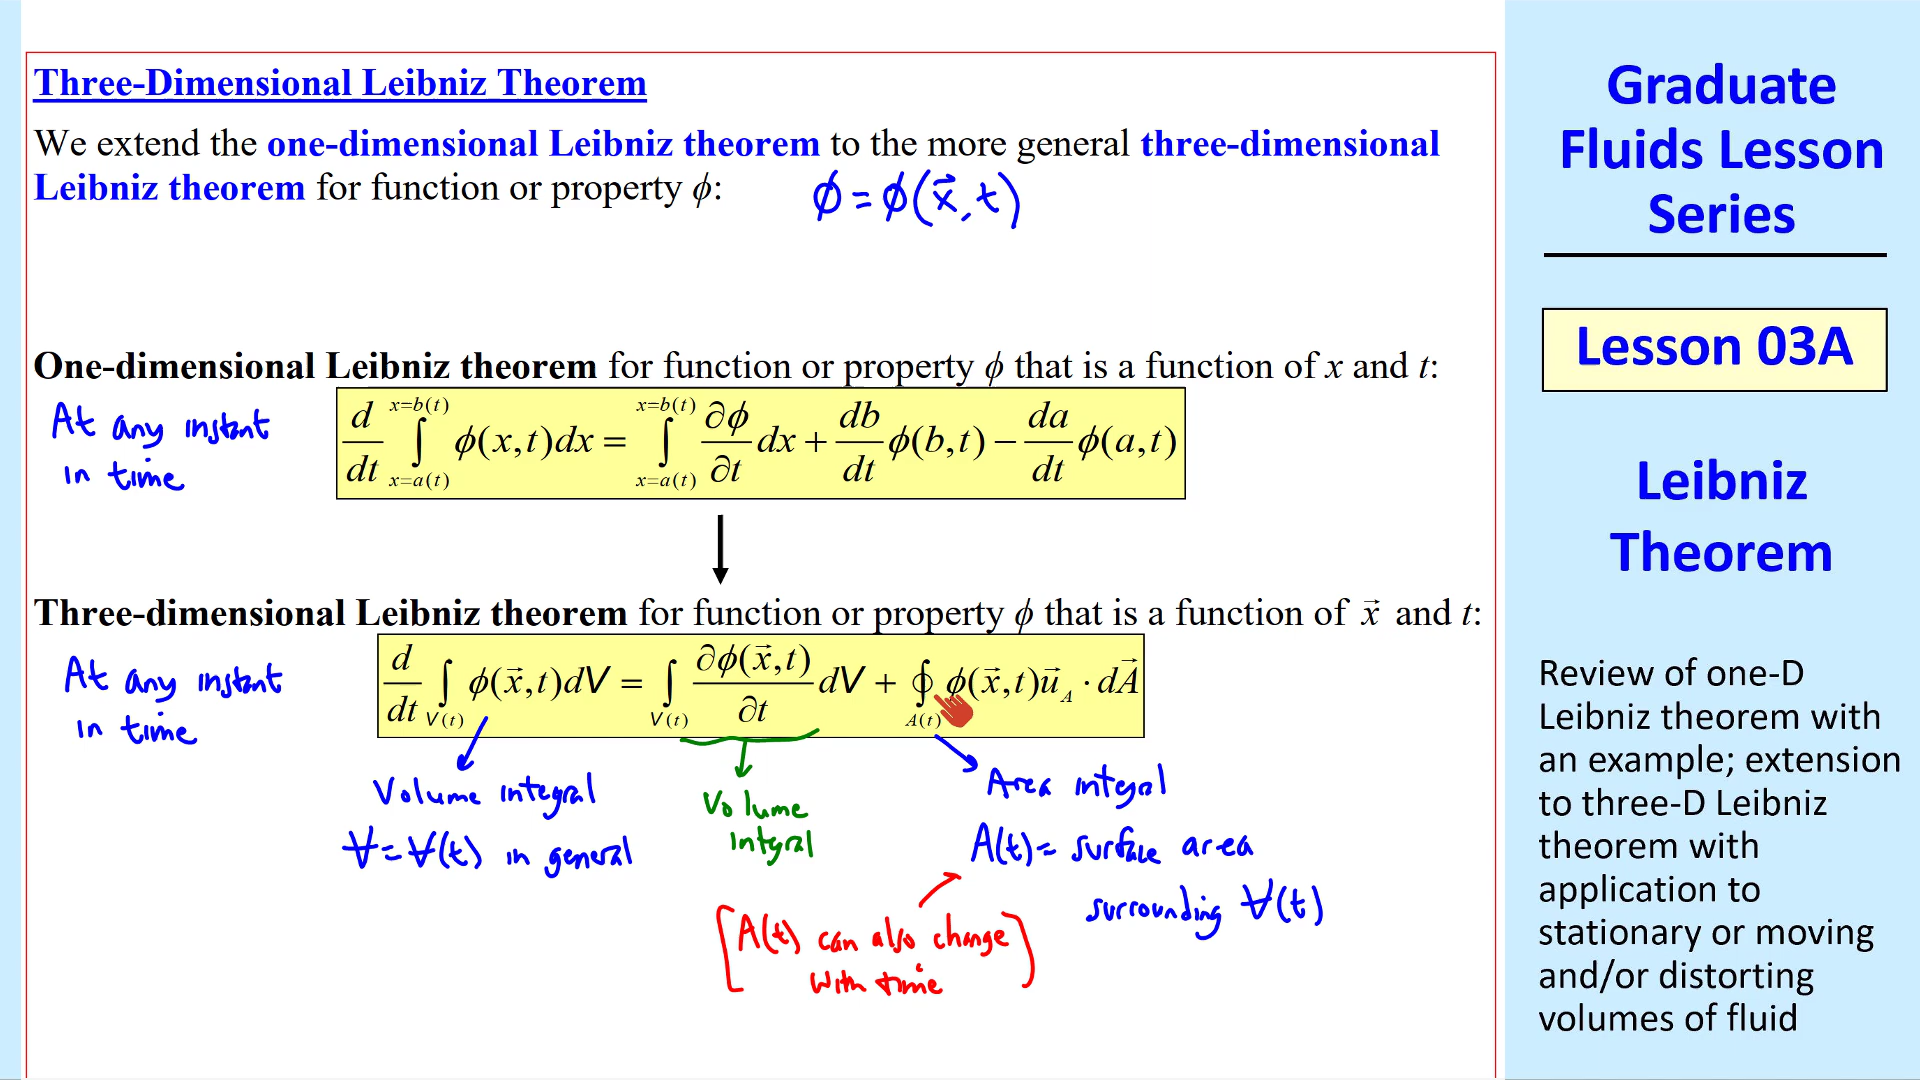 Three-Dimensional Leibniz Theorem
We extend the one-dimensional Leibniz theorem to the more general three-dimensional
Leibniz theorem for function or property ϕ:
ϕ = ϕ(x⃗, t)
One-dimensional Leibniz theorem for function or property ϕ that is a function of x and t:
At any instant
in time
d/dt ∫_{x=a(t)}^{x=b(t)} ϕ(x,t)dx = ∫_{x=a(t)}^{x=b(t)} ∂ϕ/∂t dx + db/dt ϕ(b,t) − da/dt ϕ(a,t)
Three-dimensional Leibniz theorem for function or property ϕ that is a function of x⃗ and t:
At any instant
in time
d/dt ∫_{V(t)} ϕ(x⃗,t)dV = ∫_{V(t)} ∂ϕ(x⃗,t)/∂t dV + ∮_{A(t)} ϕ(x⃗,t)u⃗_A · dA⃗
Volume integral
V = V(t) in general
Volume
Integral
Area integral
A(t) = surface area
surrounding V(t)
[A(t) can also change
with time]
Graduate
Fluids Lesson
Series
Lesson 03A
Leibniz
Theorem
Review of one-D
Leibniz theorem with
an example; extension
to three-D Leibniz
theorem with
application to
stationary or moving
and/or distorting
volumes of fluid